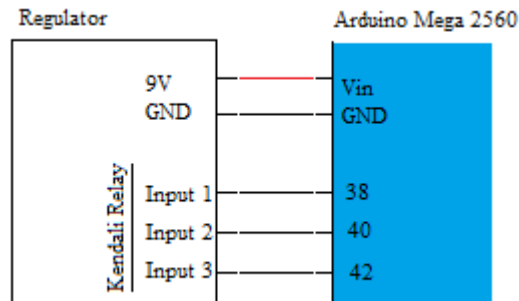 Regulator
Arduino Mega 2560
9V
Vin
GND
GND
Kendali Relay
Input 1
38
Input 2
40
Input 3
42